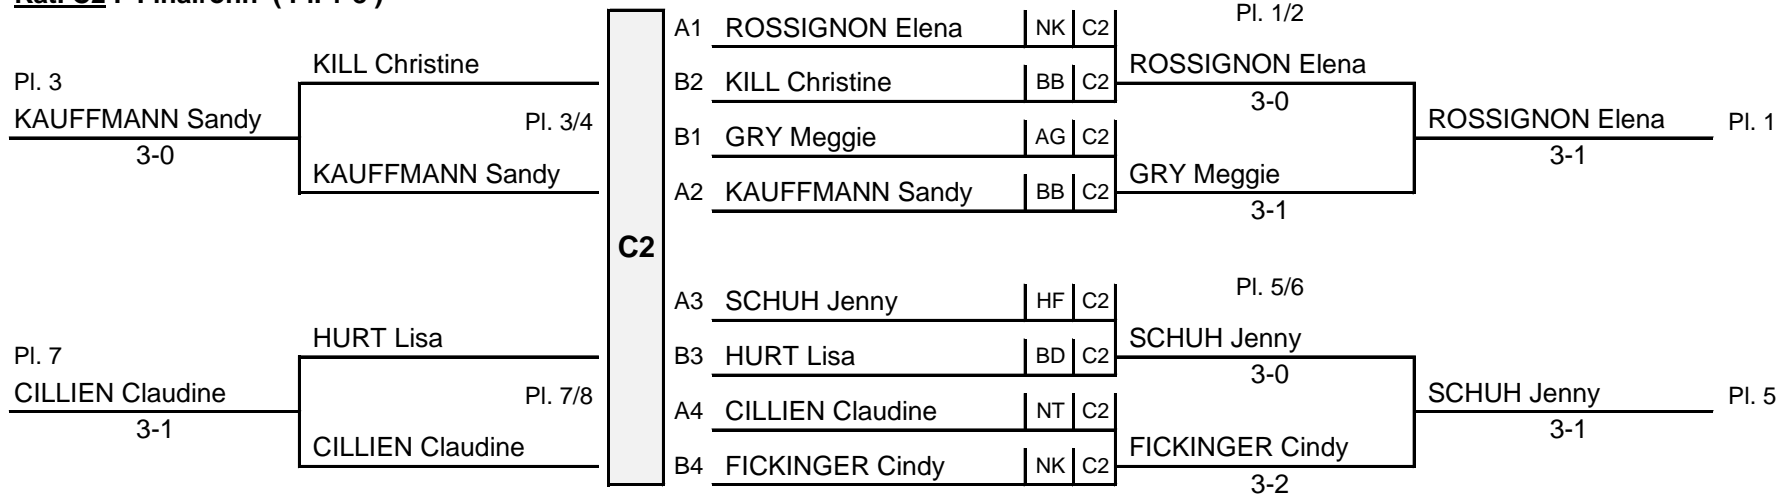 Pl. 1/2
A1 ROSSIGNON Elena NK C2
KILL Christine
ROSSIGNON Elena
Pl. 3
B2 KILL Christine BB C2
3-0
KAUFFMANN Sandy
Pl. 3/4
ROSSIGNON Elena Pl. 1
3-0
B1 GRY Meggie AG C2
3-1
KAUFFMANN Sandy
GRY Meggie
A2 KAUFFMANN Sandy BB C2
3-1
C2
Pl. 5/6
A3 SCHUH Jenny HF C2
HURT Lisa
SCHUH Jenny
Pl. 7
B3 HURT Lisa BD C2
3-0
CILLIEN Claudine
Pl. 7/8
SCHUH Jenny Pl. 5
3-1
A4 CILLIEN Claudine NT C2
3-1
CILLIEN Claudine
FICKINGER Cindy
B4 FICKINGER Cindy NK C2
3-2